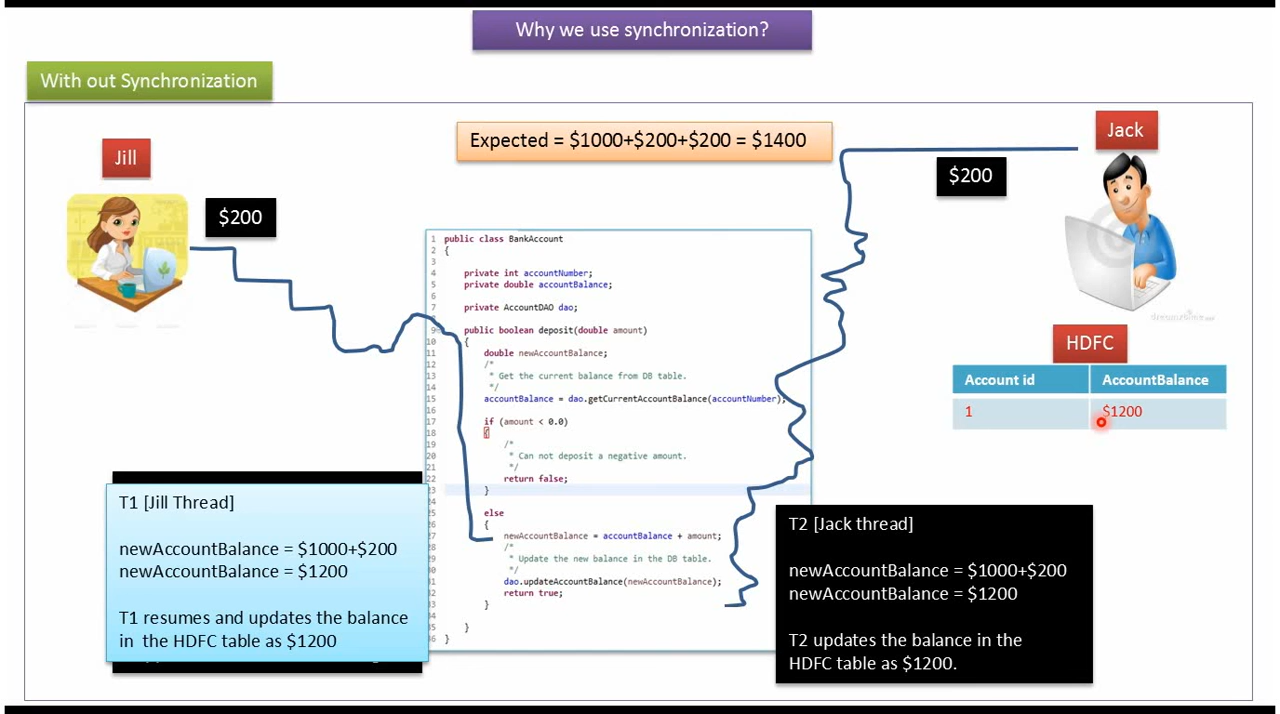 Why we use synchronization?
With out Synchronization
Expected = $1000+$200+$200 = $1400
Jill
$200
Jack
$200
HDFC
Account id AccountBalance
1 $1200
1 public class BankAccount
2 {
3
4 private int accountNumber;
5 private double accountBalance;
6
7 private AccountDAO dao;
8
9 public boolean deposit(double amount)
10 {
11 double newAccountBalance;
12 /*
13 * Get the current balance from DB table.
14 */
15 accountBalance = dao.getCurrentAccountBalance(accountNumber);
16
17 if (amount < 0.0)
18 {
19 /*
20 * Can not deposit a negative amount.
21 */
22 return false;
23 }
24
25 else
26 {
27 newAccountBalance = accountBalance + amount;
28 /*
29 * Update the new balance in the DB table.
30 */
31 dao.updateAccountBalance(newAccountBalance);
32 return true;
33 }
34
35 }
36 }
T1 [Jill Thread]
newAccountBalance = $1000+$200
newAccountBalance = $1200
T1 resumes and updates the balance
in the HDFC table as $1200
T2 [Jack thread]
newAccountBalance = $1000+$200
newAccountBalance = $1200
T2 updates the balance in the
HDFC table as $1200.